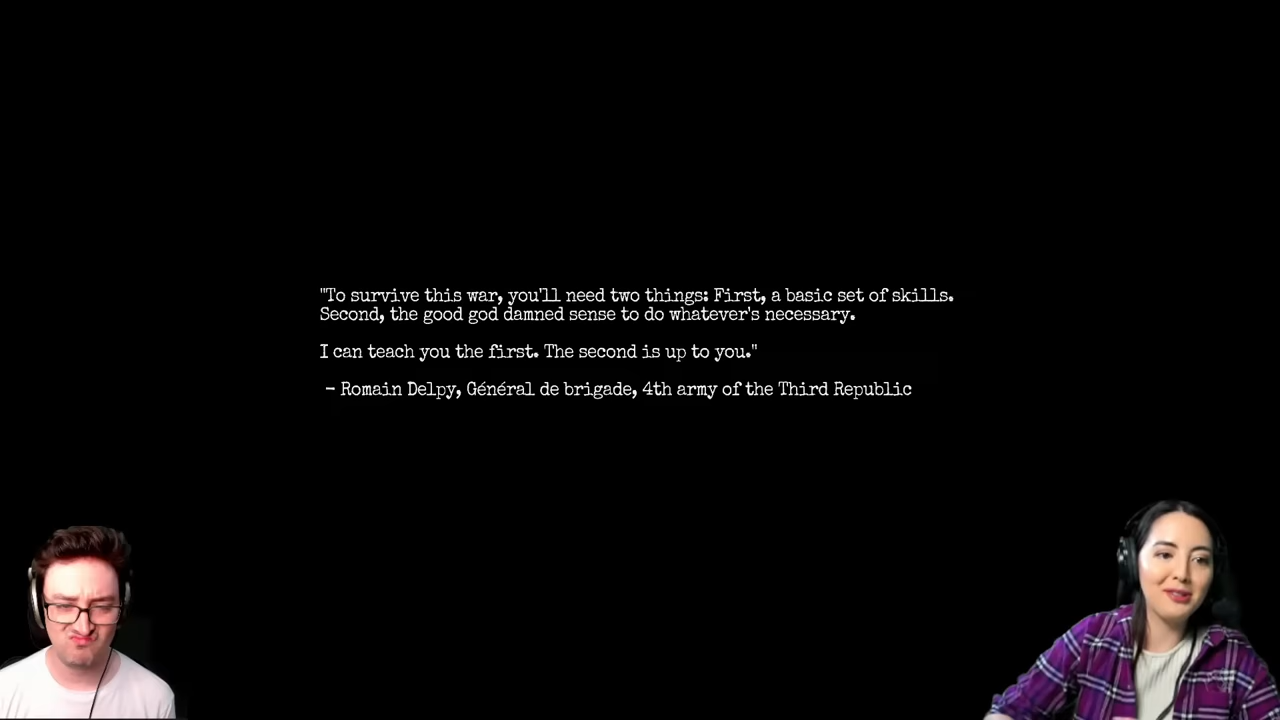 "To survive this war, you'll need two things: First, a basic set of skills.
Second, the good god damned sense to do whatever's necessary.
I can teach you the first. The second is up to you."
– Romain Delpy, Général de brigade, 4th army of the Third Republic